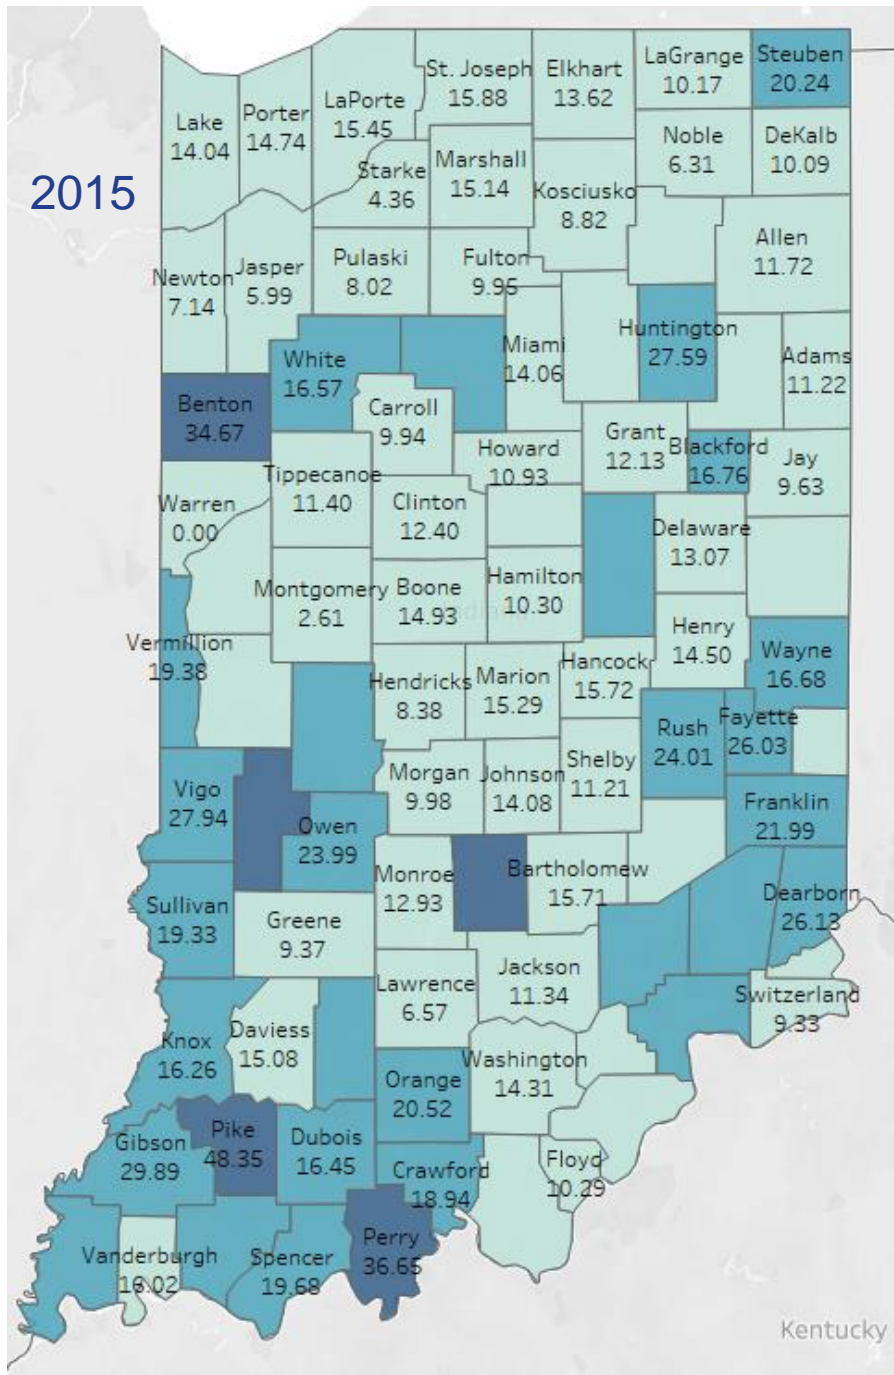 2015
Lake
14.04
Porter
14.74
LaPorte
15.45
St. Joseph
15.88
Elkhart
13.62
LaGrange
10.17
Steuben
20.24
Starke
4.36
Marshall
15.14
Kosciusko
8.82
Noble
6.31
DeKalb
10.09
Newton
7.14
Jasper
5.99
Pulaski
8.02
Fulton
9.95
Allen
11.72
White
16.57
Miami
14.06
Huntington
27.59
Adams
11.22
Benton
34.67
Carroll
9.94
Howard
10.93
Grant
12.13
Blackford
16.76
Jay
9.63
Warren
0.00
Tippecanoe
11.40
Clinton
12.40
Delaware
13.07
Montgomery
2.61
Boone
14.93
Hamilton
10.30
Henry
14.50
Wayne
16.68
Vermillion
19.38
Hendricks
8.38
Marion
15.29
Hancock
15.72
Rush
24.01
Fayette
26.03
Vigo
27.94
Owen
23.99
Morgan
9.98
Johnson
14.08
Shelby
11.21
Franklin
21.99
Sullivan
19.33
Greene
9.37
Monroe
12.93
Bartholomew
15.71
Dearborn
26.13
Knox
16.26
Daviess
15.08
Lawrence
6.57
Jackson
11.34
Switzerland
9.33
Orange
20.52
Washington
14.31
Gibson
29.89
Pike
48.35
Dubois
16.45
Crawford
18.94
Floyd
10.29
Vanderburgh
16.02
Spencer
19.68
Perry
36.65
Kentucky